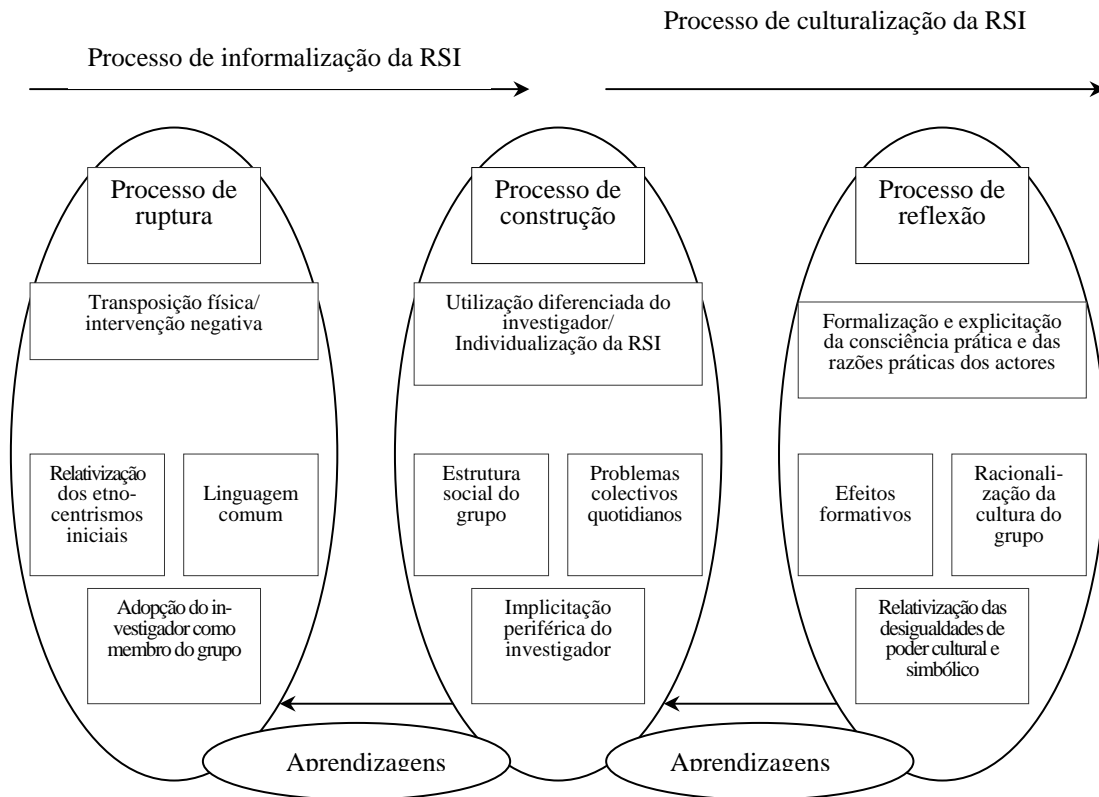 Processo de culturalização da RSI
Processo de informalização da RSI
Processo de
ruptura
Transposição física/
intervenção negativa
Relativização
dos etno-
centrismos
iniciais
Linguagem
comum
Adopção do in-
vestigador como
membro do grupo
Processo de
construção
Utilização diferenciada do
investigador/
Individualização da RSI
Estrutura
social do
grupo
Problemas
colectivos
quotidianos
Implicitação
periférica do
investigador
Processo de
reflexão
Formalização e explicitação
da consciência prática e das
razões práticas dos actores
Efeitos
formativos
Racionali-
zação da
cultura do
grupo
Relativização das
desigualdades de
poder cultural e
simbólico
Aprendizagens
Aprendizagens